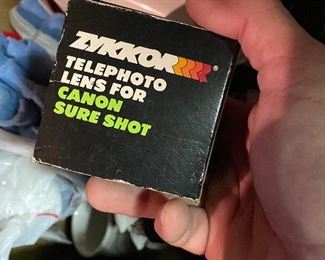 ZYKKOR®
TELEPHOTO
LENS FOR
CANON
SURE SHOT